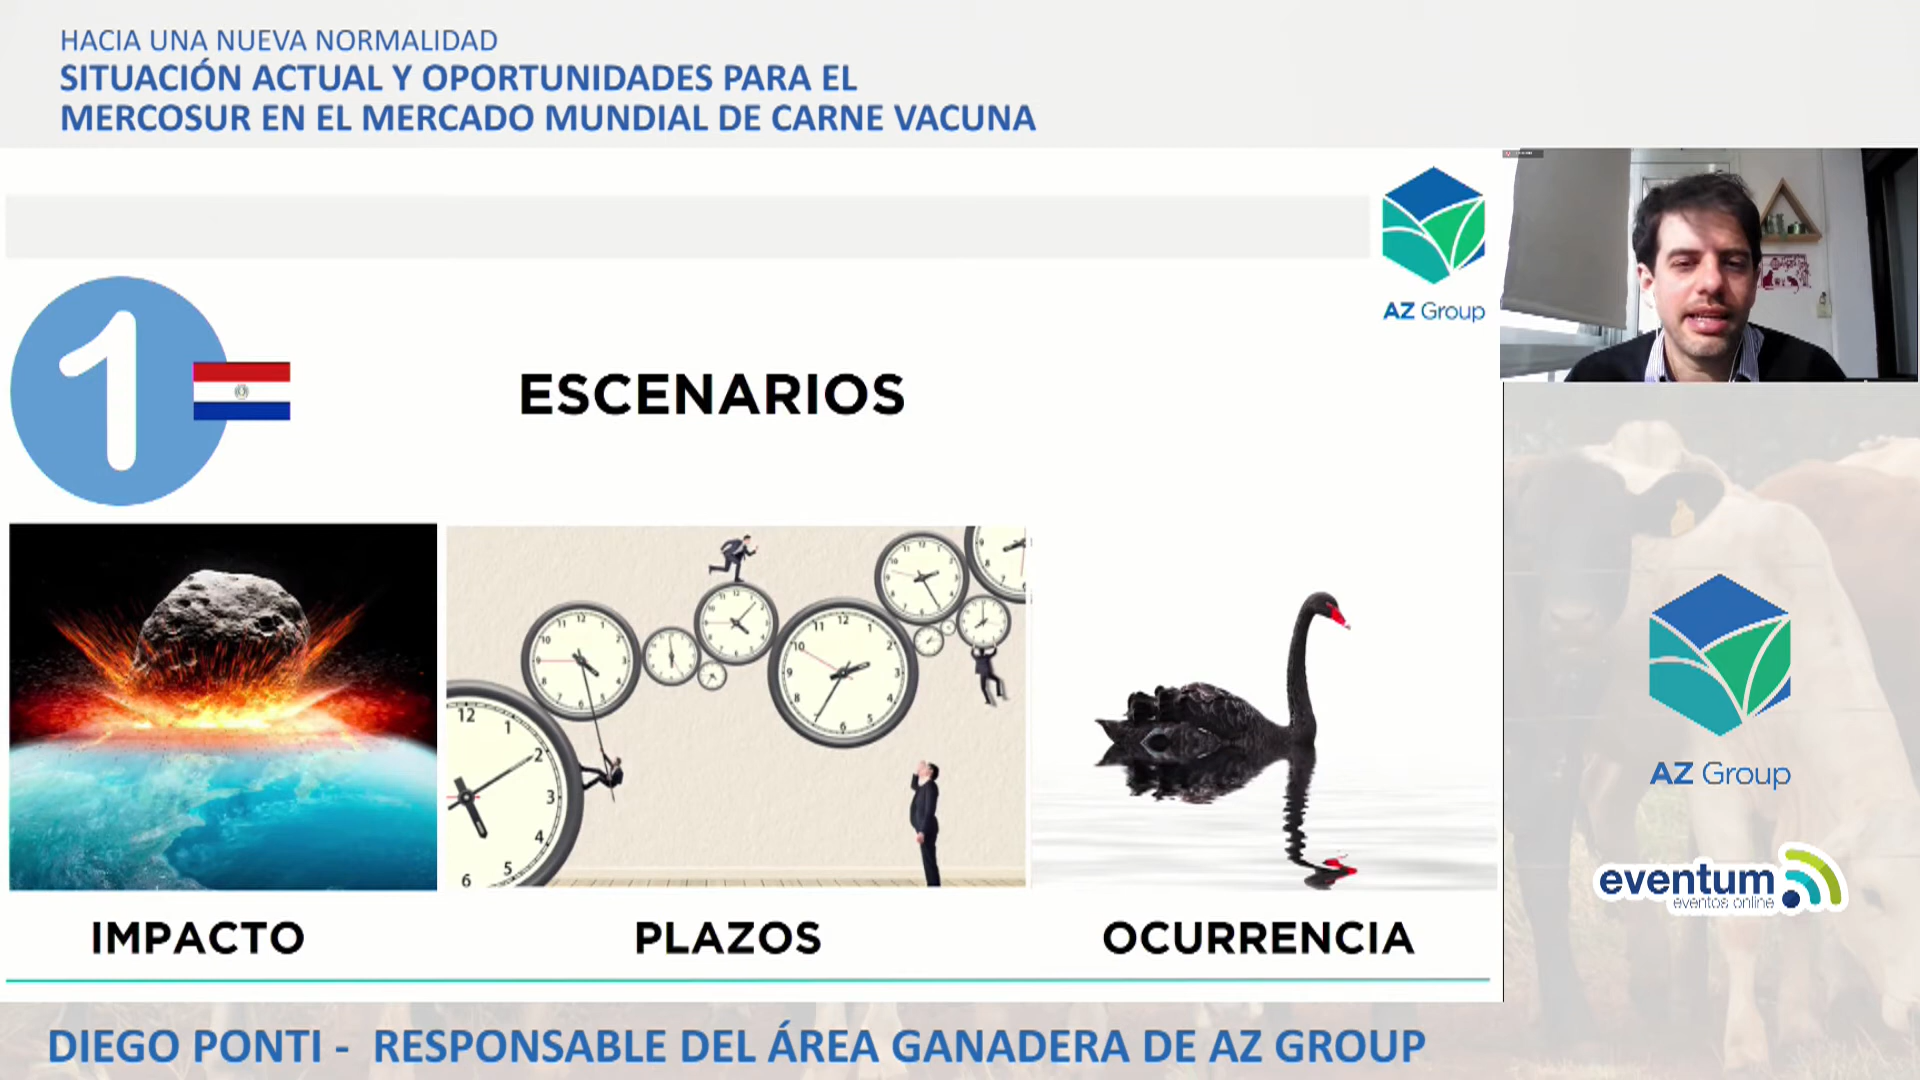 HACIA UNA NUEVA NORMALIDAD
SITUACIÓN ACTUAL Y OPORTUNIDADES PARA EL
MERCOSUR EN EL MERCADO MUNDIAL DE CARNE VACUNA
AZ Group
1
ESCENARIOS
IMPACTO
PLAZOS
OCURRENCIA
AZ Group
eventum
eventos online
DIEGO PONTI - RESPONSABLE DEL ÁREA GANADERA DE AZ GROUP